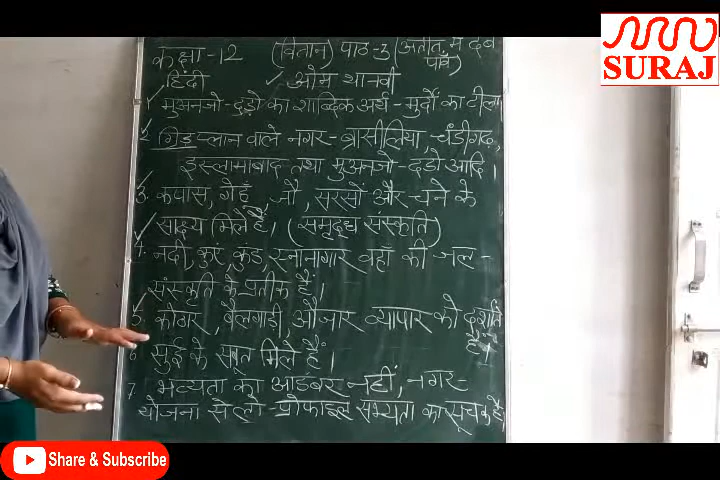 कक्षा-12 (वितान) पाठ-3 (अतीत में दबे पाँव)
हिंदी ओम थानवी
1. मुअनजो-दड़ो का शाब्दिक अर्थ - मुर्दों का टीला
2. ग्रिड प्लान वाले नगर - ब्रासीलिया, चंडीगढ़,
इस्लामाबाद तथा मुअनजो-दड़ो आदि।
3. कपास, गेहूं, जौ, सरसों और चने के
साक्ष्य मिले हैं। (समृद्ध संस्कृति)
4. नदी, कुएं, कुंड, स्नानागार वहाँ की जल-
संस्कृति के प्रतीक हैं।
5. कोठार, बैलगाड़ी, औजार व्यापार को दर्शाते हैं।
6 सुई के सबूत मिले हैं।
7 भव्यता का आडंबर नहीं, नगर-
योजना से लो-प्रोफाइल सभ्यता का सूचक है।
SURAJ
Share & Subscribe